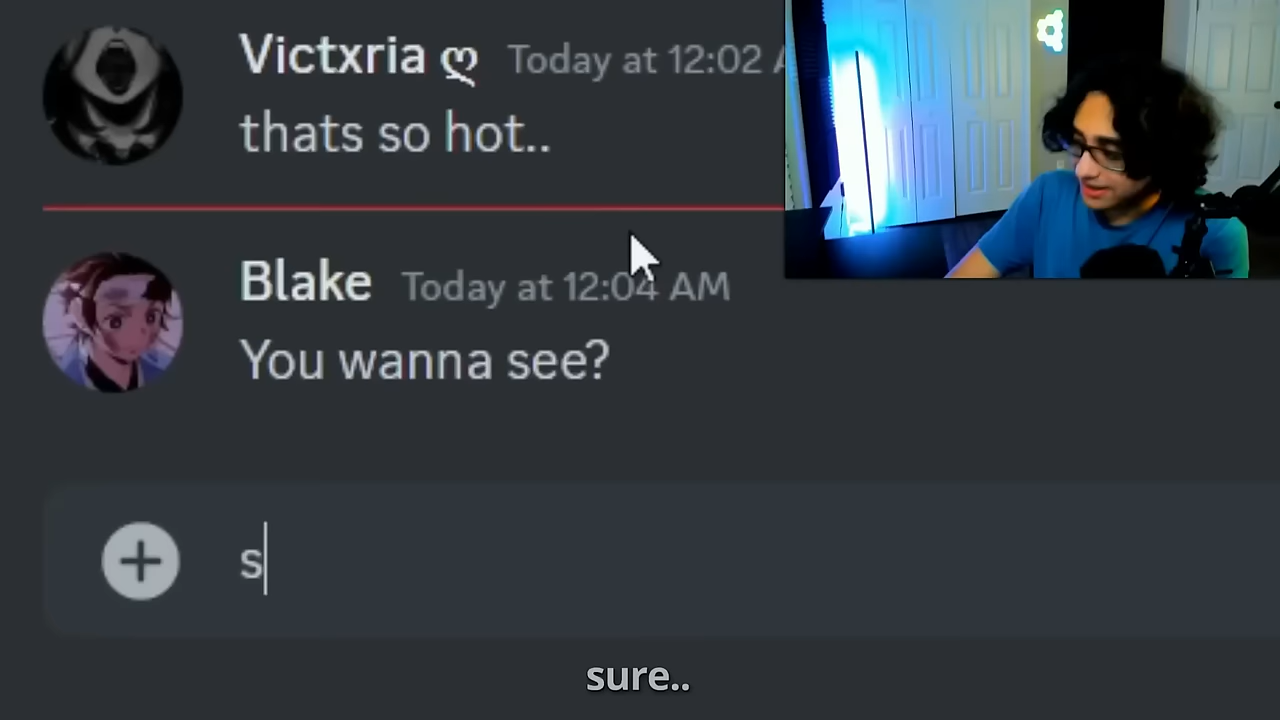 Victxria ღ Today at 12:02
thats so hot..
Blake Today at 12:04 AM
You wanna see?
s
sure..